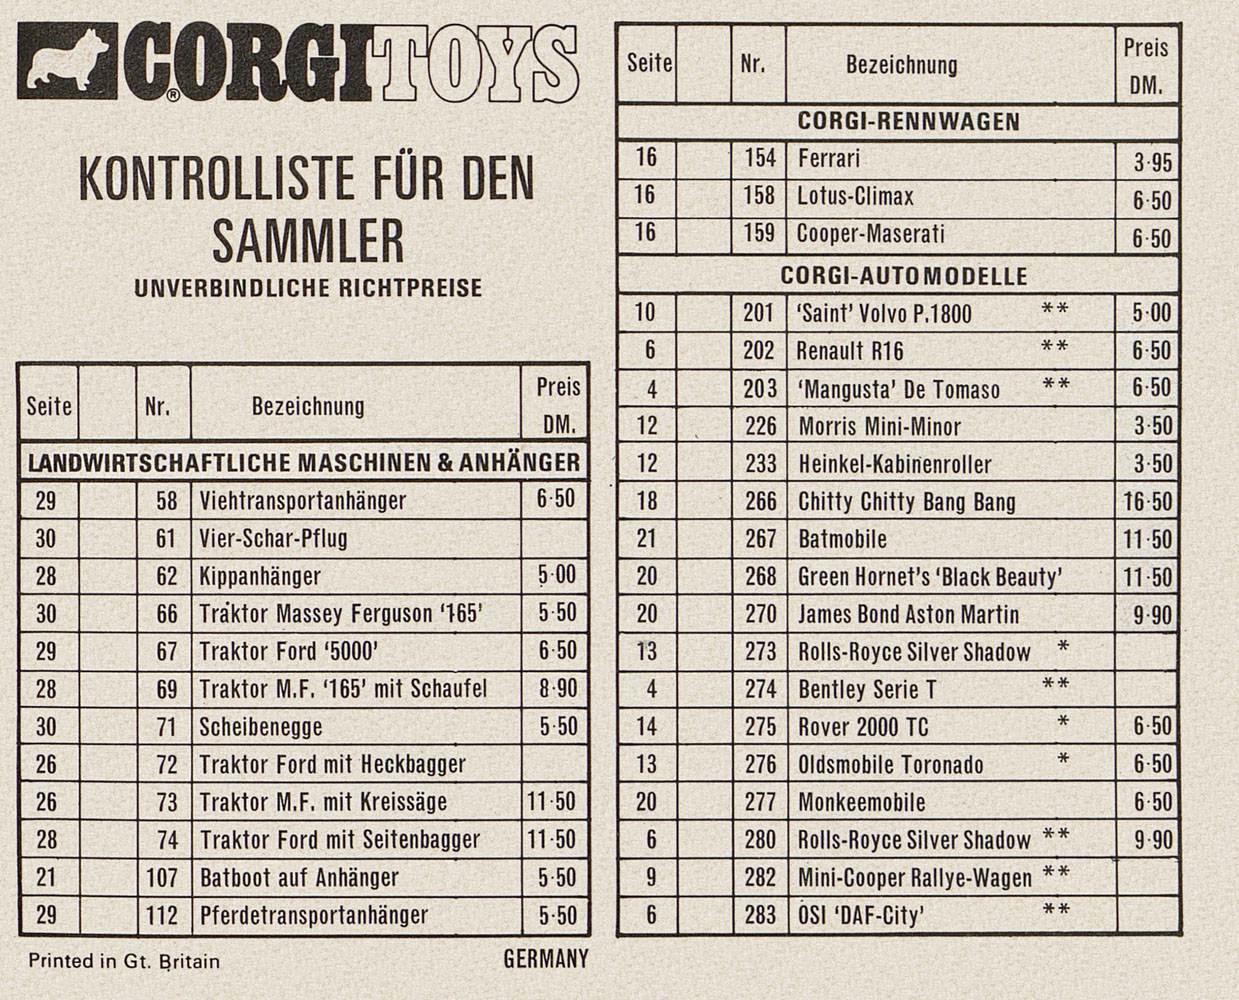 CORGI TOYS
®
KONTROLLISTE FÜR DEN
SAMMLER
UNVERBINDLICHE RICHTPREISE
Seite Nr. Bezeichnung Preis DM.
LANDWIRTSCHAFTLICHE MASCHINEN & ANHÄNGER
29 58 Viehtransportanhänger 6·50
30 61 Vier-Schar-Pflug
28 62 Kippanhänger 5·00
30 66 Traktor Massey Ferguson ‘165’ 5·50
29 67 Traktor Ford ‘5000’ 6·50
28 69 Traktor M.F. ‘165’ mit Schaufel 8·90
30 71 Scheibenegge 5·50
26 72 Traktor Ford mit Heckbagger
26 73 Traktor M.F. mit Kreissäge 11·50
28 74 Traktor Ford mit Seitenbagger 11·50
21 107 Batboot auf Anhänger 5·50
29 112 Pferdetransportanhänger 5·50
Printed in Gt. Britain GERMANY
Seite Nr. Bezeichnung Preis DM.
CORGI-RENNWAGEN
16 154 Ferrari 3·95
16 158 Lotus-Climax 6·50
16 159 Cooper-Maserati 6·50
CORGI-AUTOMODELLE
10 201 ‘Saint’ Volvo P.1800 ** 5·00
6 202 Renault R16 ** 6·50
4 203 ‘Mangusta’ De Tomaso ** 6·50
12 226 Morris Mini-Minor 3·50
12 233 Heinkel-Kabinenroller 3·50
18 266 Chitty Chitty Bang Bang 16·50
21 267 Batmobile 11·50
20 268 Green Hornet’s ‘Black Beauty’ 11·50
20 270 James Bond Aston Martin 9·90
13 273 Rolls-Royce Silver Shadow *
4 274 Bentley Serie T **
14 275 Rover 2000 TC * 6·50
13 276 Oldsmobile Toronado * 6·50
20 277 Monkeemobile 6·50
6 280 Rolls-Royce Silver Shadow ** 9·90
9 282 Mini-Cooper Rallye-Wagen **
6 283 OSI ‘DAF-City’ **